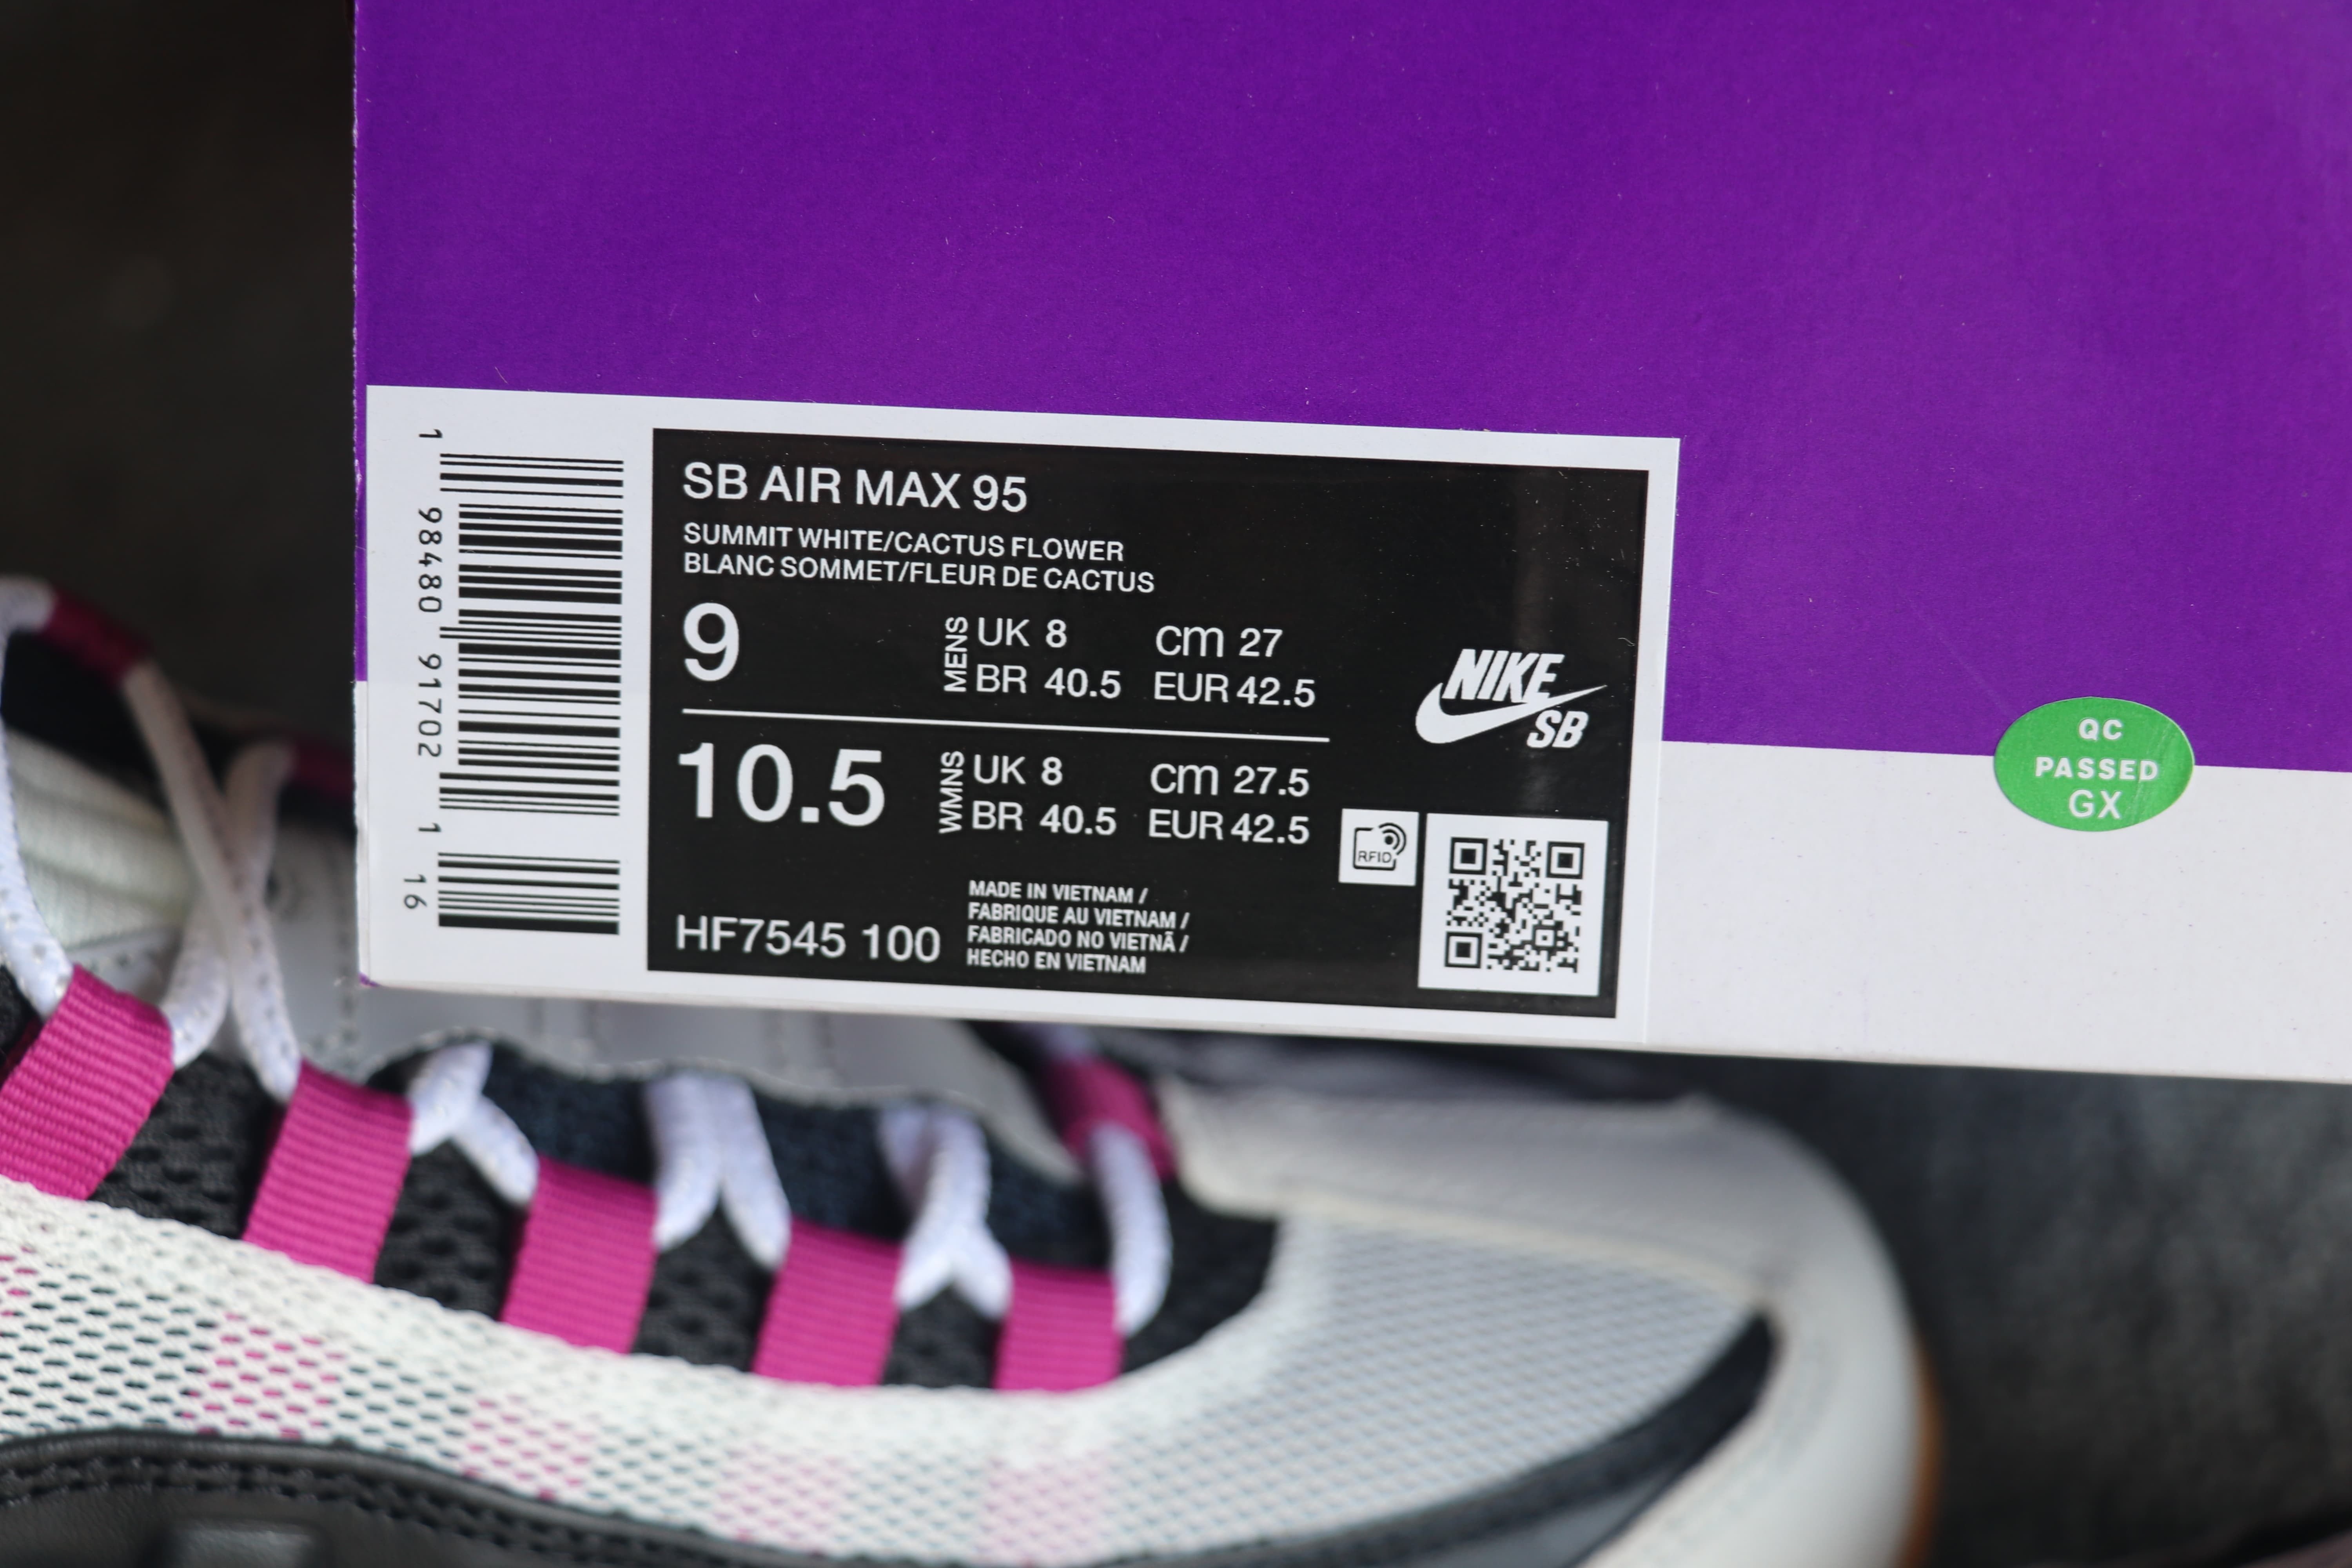 1 98480 91702 1 16
SB AIR MAX 95
SUMMIT WHITE/CACTUS FLOWER
BLANC SOMMET/FLEUR DE CACTUS
9
MENS
UK 8 cm 27
BR 40.5 EUR 42.5
10.5
WMNS
UK 8 cm 27.5
BR 40.5 EUR 42.5
HF7545 100
MADE IN VIETNAM /
FABRIQUE AU VIETNAM /
FABRICADO NO VIETNÃ /
HECHO EN VIETNAM
NIKE
SB
RFID
QC
PASSED
GX